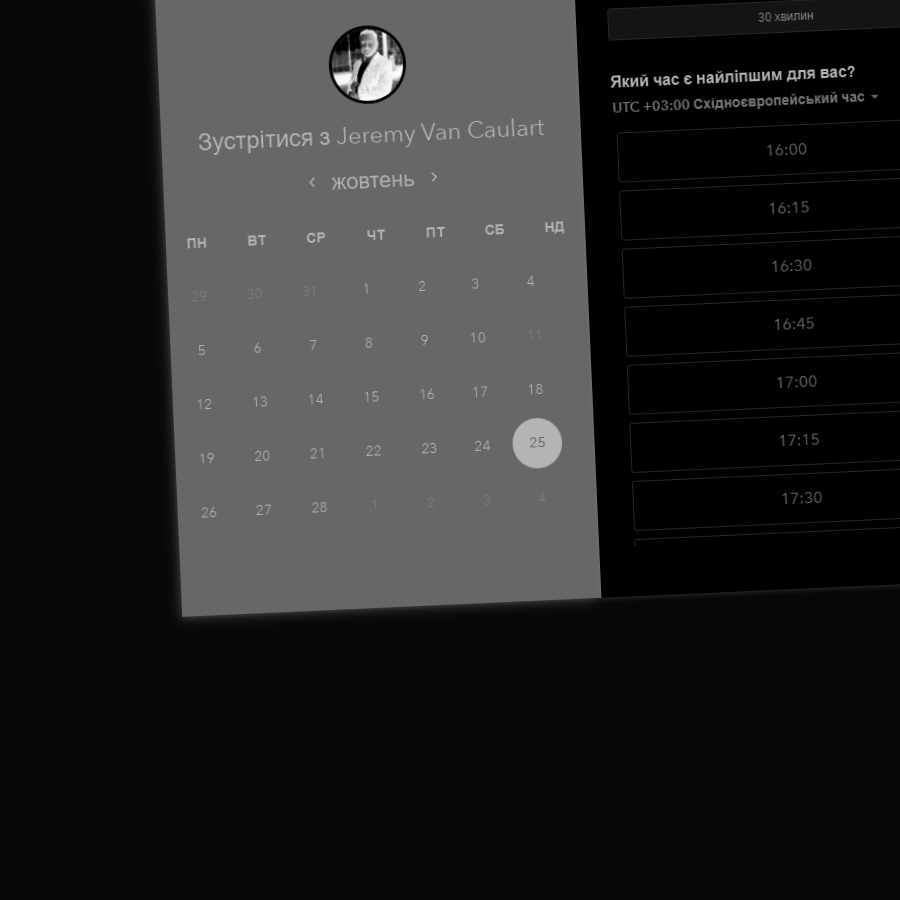 Зустрітися з Jeremy Van Caulart
‹ жовтень ›
ПН ВТ СР ЧТ ПТ СБ НД
29 30 31 1 2 3 4
5 6 7 8 9 10 11
12 13 14 15 16 17 18
19 20 21 22 23 24 25
26 27 28 1 2 3 4
30 хвилин
Який час є найліпшим для вас?
UTC +03:00 Східноєвропейський час
16:00
16:15
16:30
16:45
17:00
17:15
17:30